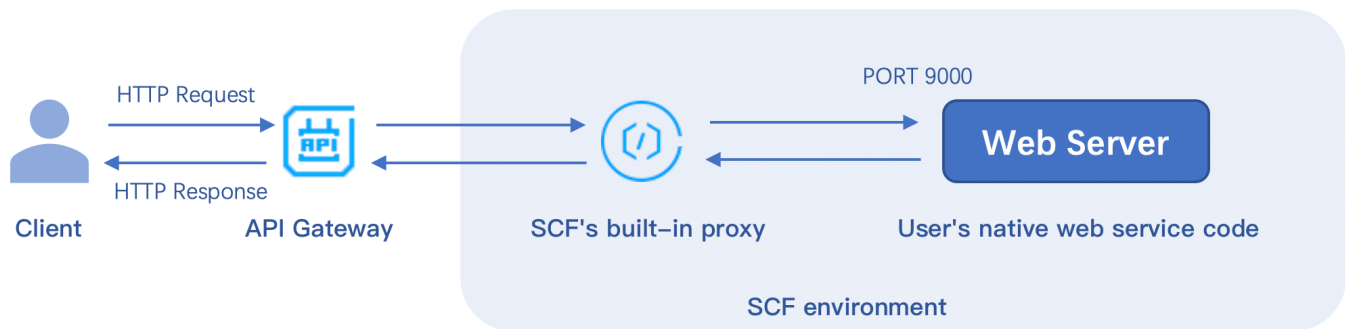 PORT 9000
HTTP Request
API
Web Server
HTTP Response
Client
API Gateway
SCF's built-in proxy
User's native web service code
SCF environment